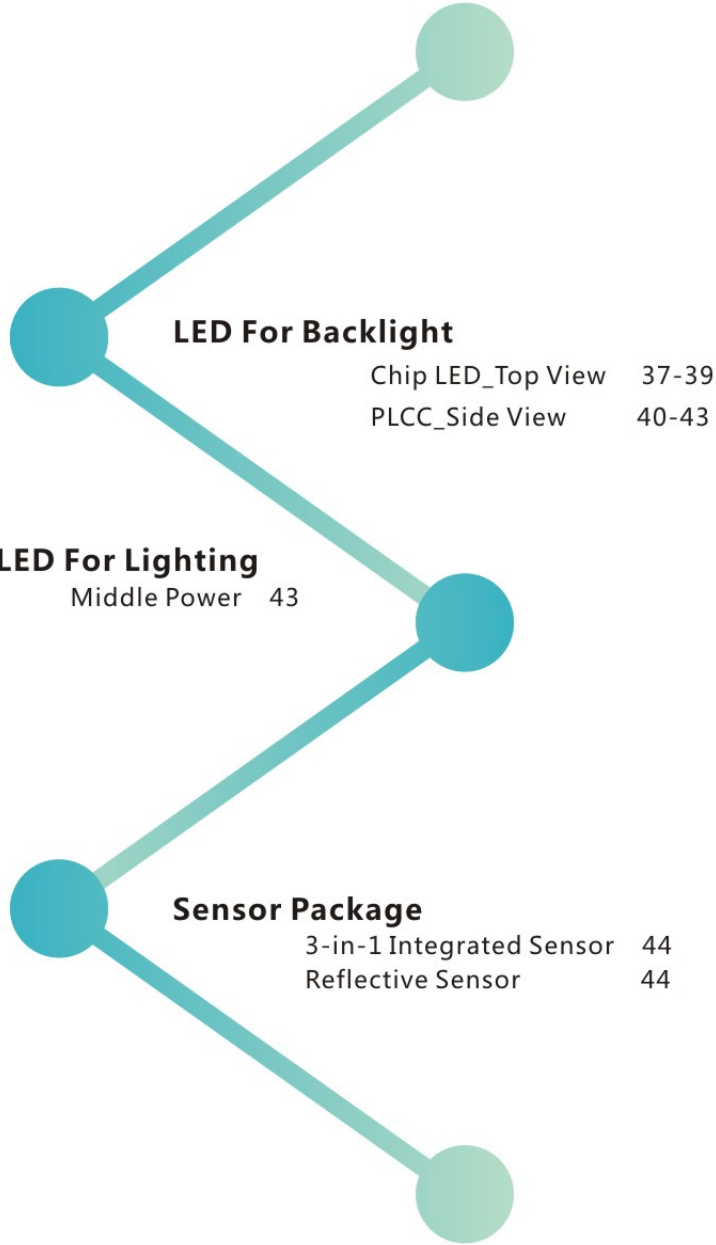 LED For Backlight
Chip LED_Top View 37-39
PLCC_Side View 40-43
LED For Lighting
Middle Power 43
Sensor Package
3-in-1 Integrated Sensor 44
Reflective Sensor 44